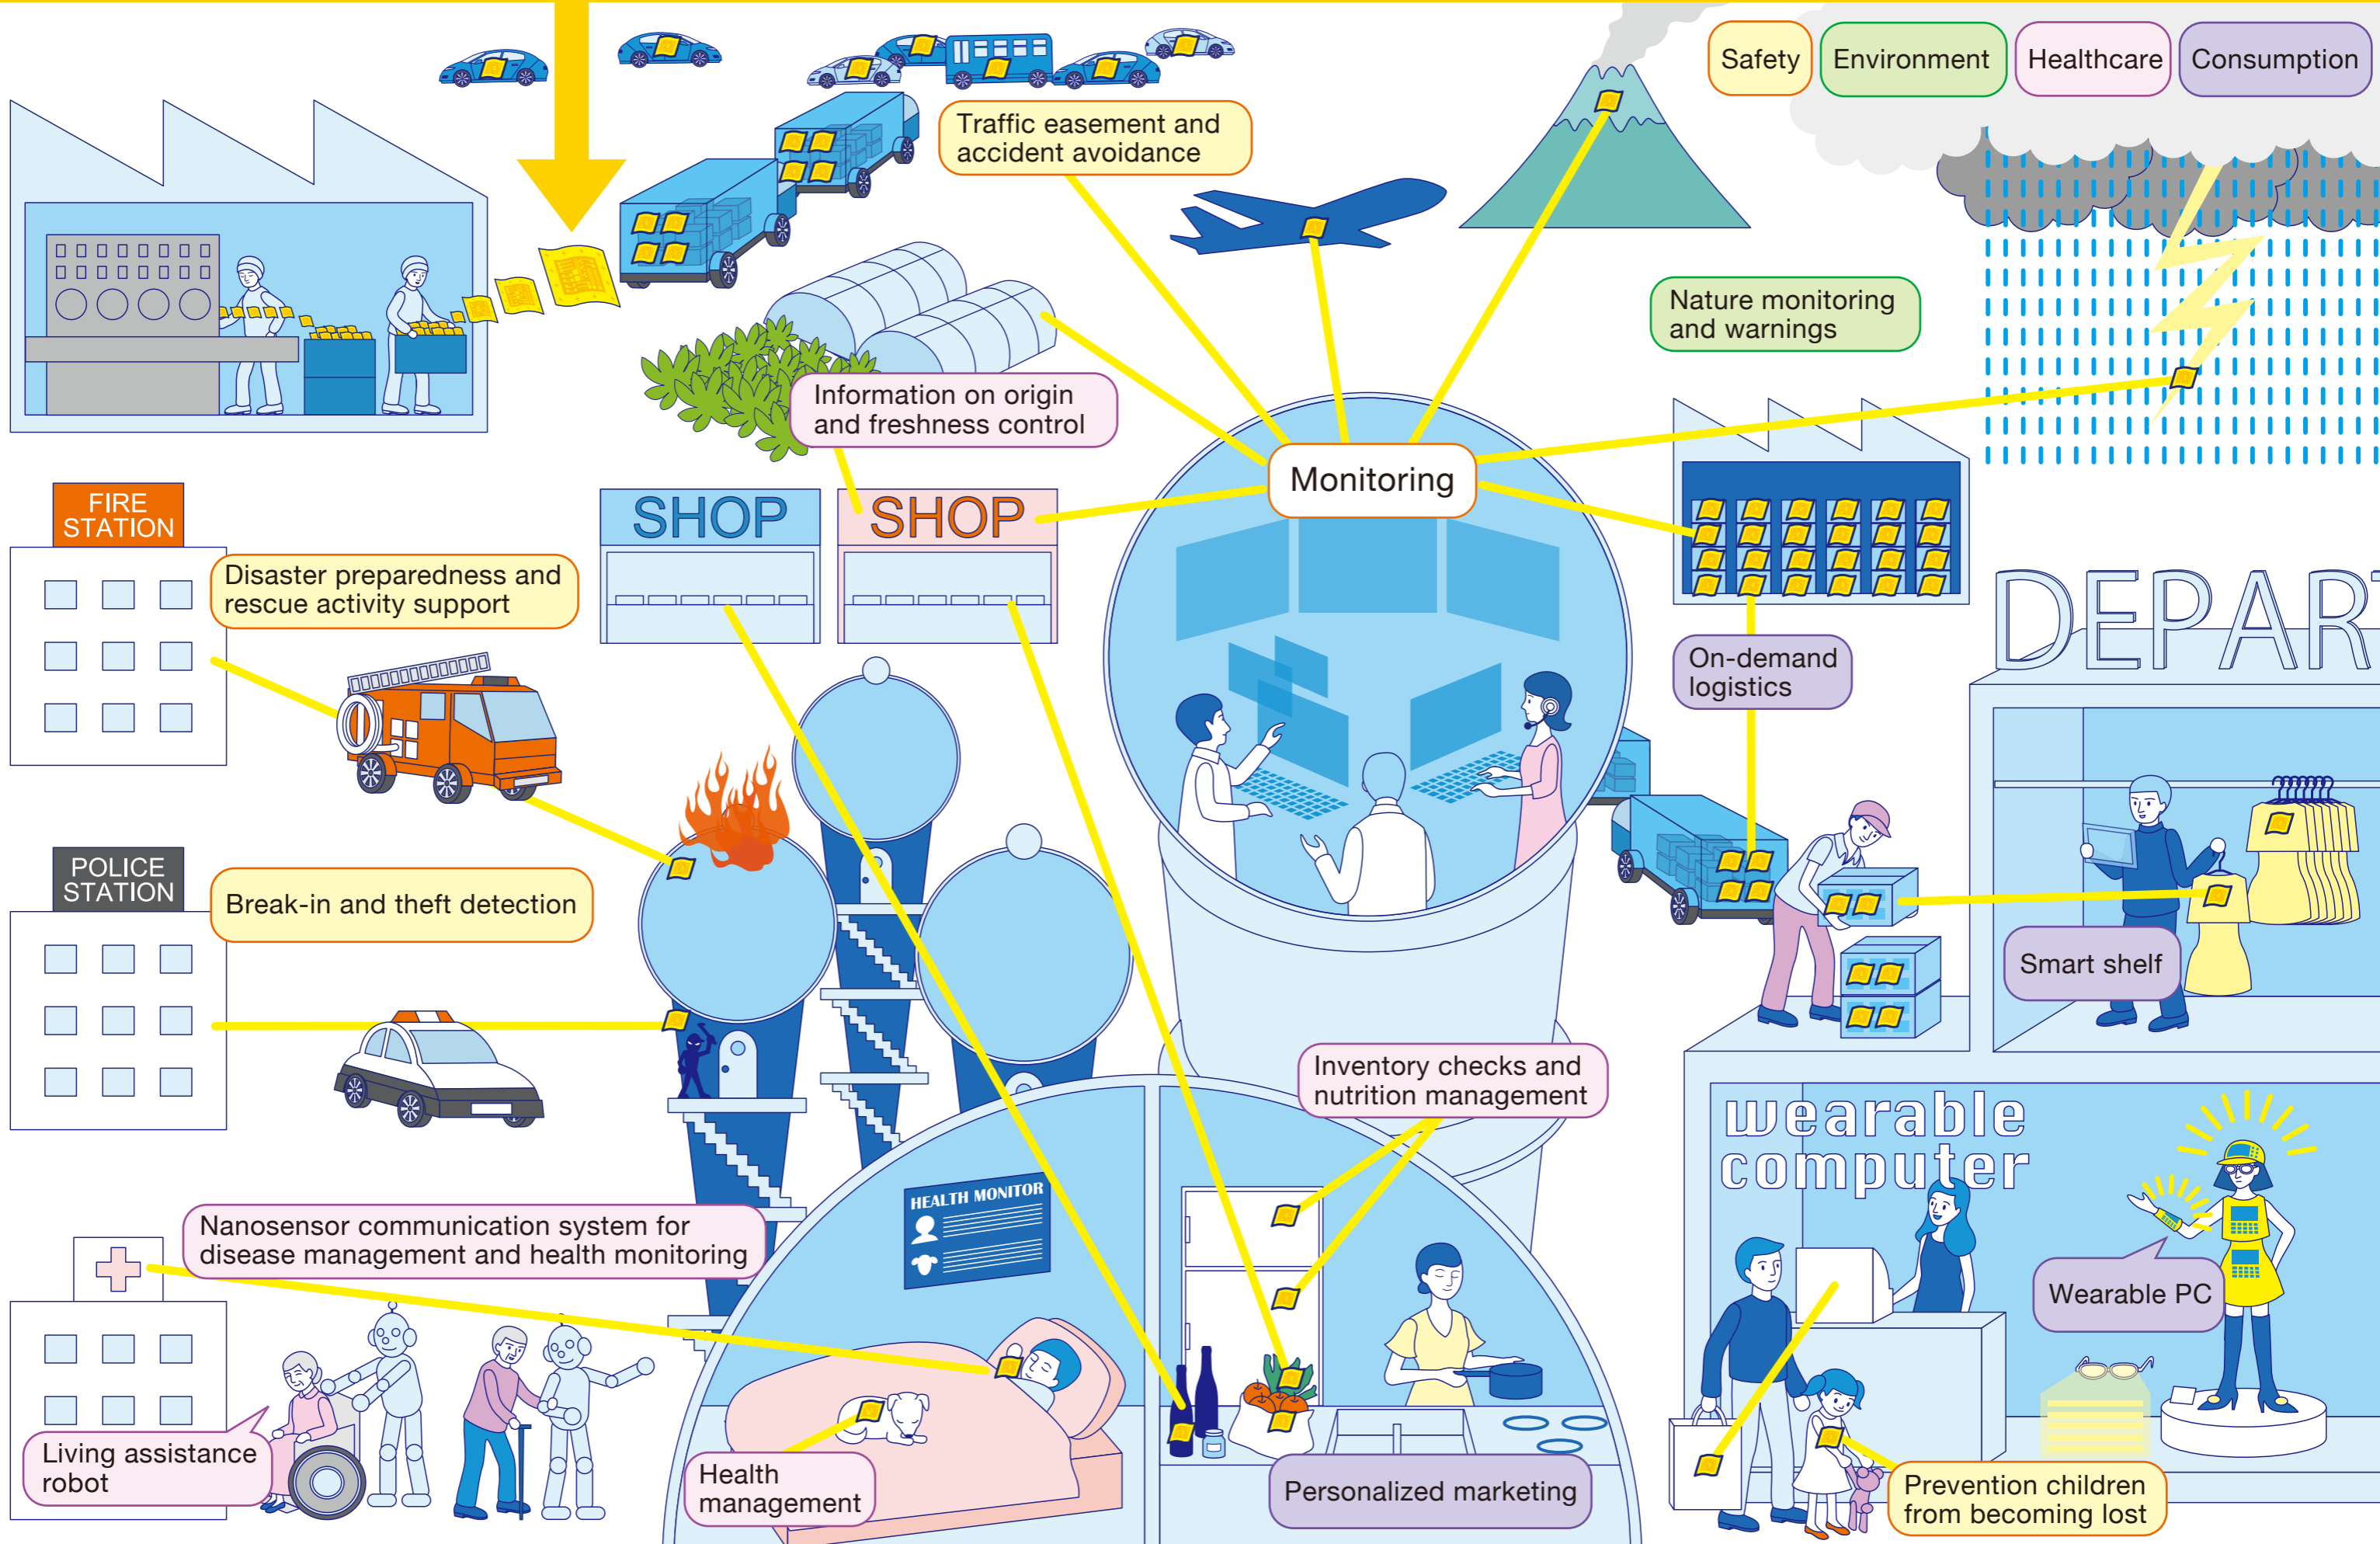 Safety
Environment
Healthcare
Consumption
Traffic easement and
accident avoidance
Nature monitoring
and warnings
Information on origin
and freshness control
Monitoring
FIRE
STATION
SHOP
SHOP
Disaster preparedness and
rescue activity support
On-demand
logistics
DEPART
POLICE
STATION
Break-in and theft detection
Smart shelf
Inventory checks and
nutrition management
wearable
computer
HEALTH MONITOR
Nanosensor communication system for
disease management and health monitoring
Wearable PC
Living assistance
robot
Health
management
Personalized marketing
Prevention children
from becoming lost